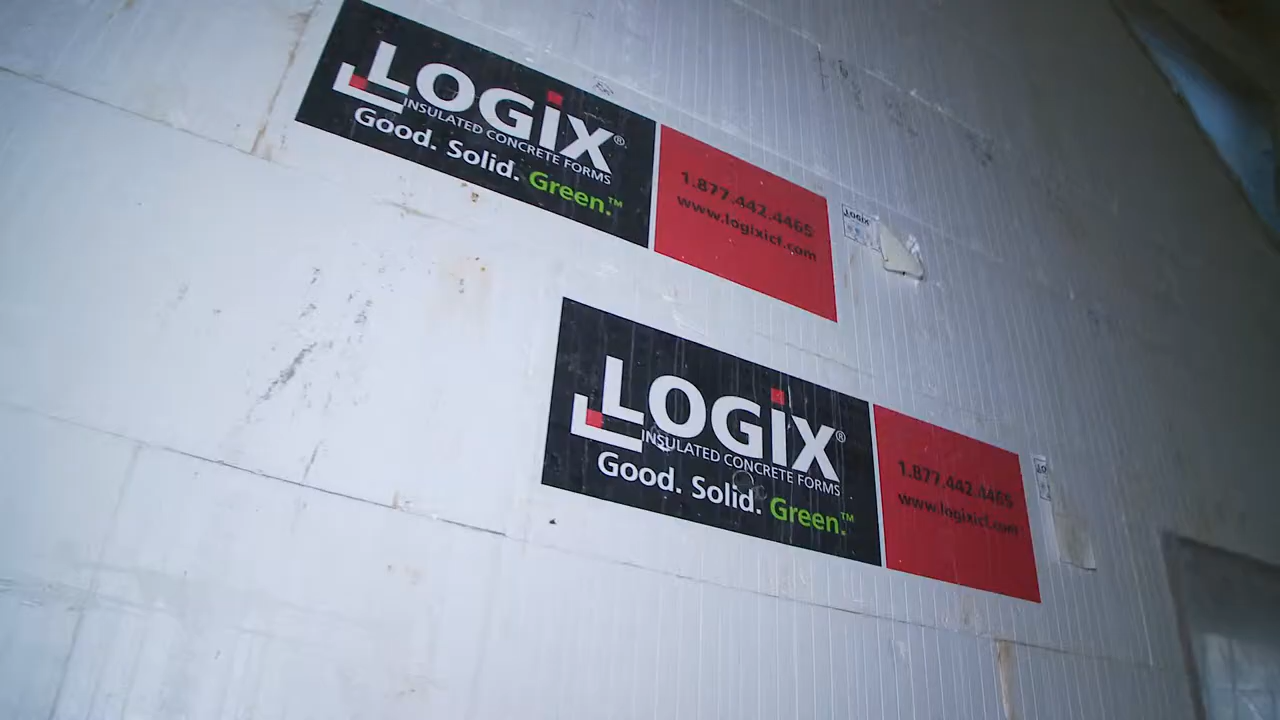 LOGiX®
INSULATED CONCRETE FORMS
Good. Solid. Green.™
1.877.442.4465
www.logixicf.com
LOGiX
LOGiX®
INSULATED CONCRETE FORMS
Good. Solid. Green.™
1.877.442.4465
www.logixicf.com